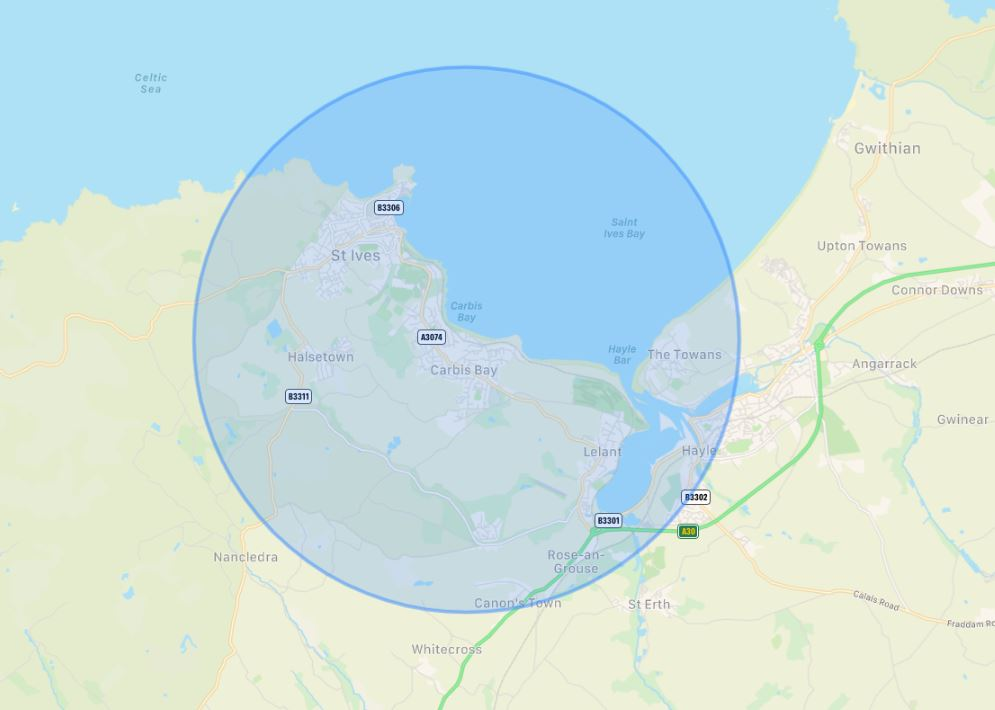 Celtic
Sea
Gwithian
B3306
Saint
Ives Bay
St Ives
Upton Towans
Connor Downs
Carbis
Bay
A3074
Halsetown
Hayle
Bar
The Towans
Carbis Bay
Angarrack
B3311
Gwinear
Lelant
Hayle
B3302
B3301
A30
Nancledra
Rose-an-
Grouse
Canon's Town
St Erth
Calais Road
Fraddam Ro
Whitecross